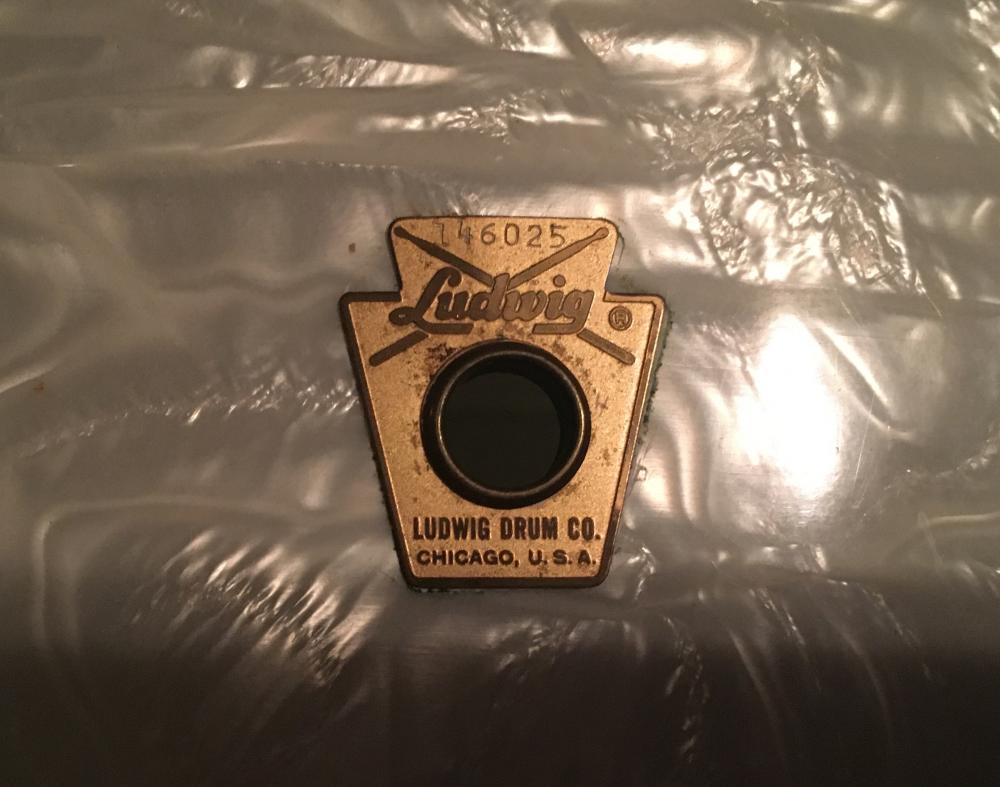 146025
Ludwig ®
LUDWIG DRUM CO.
CHICAGO, U.S.A.